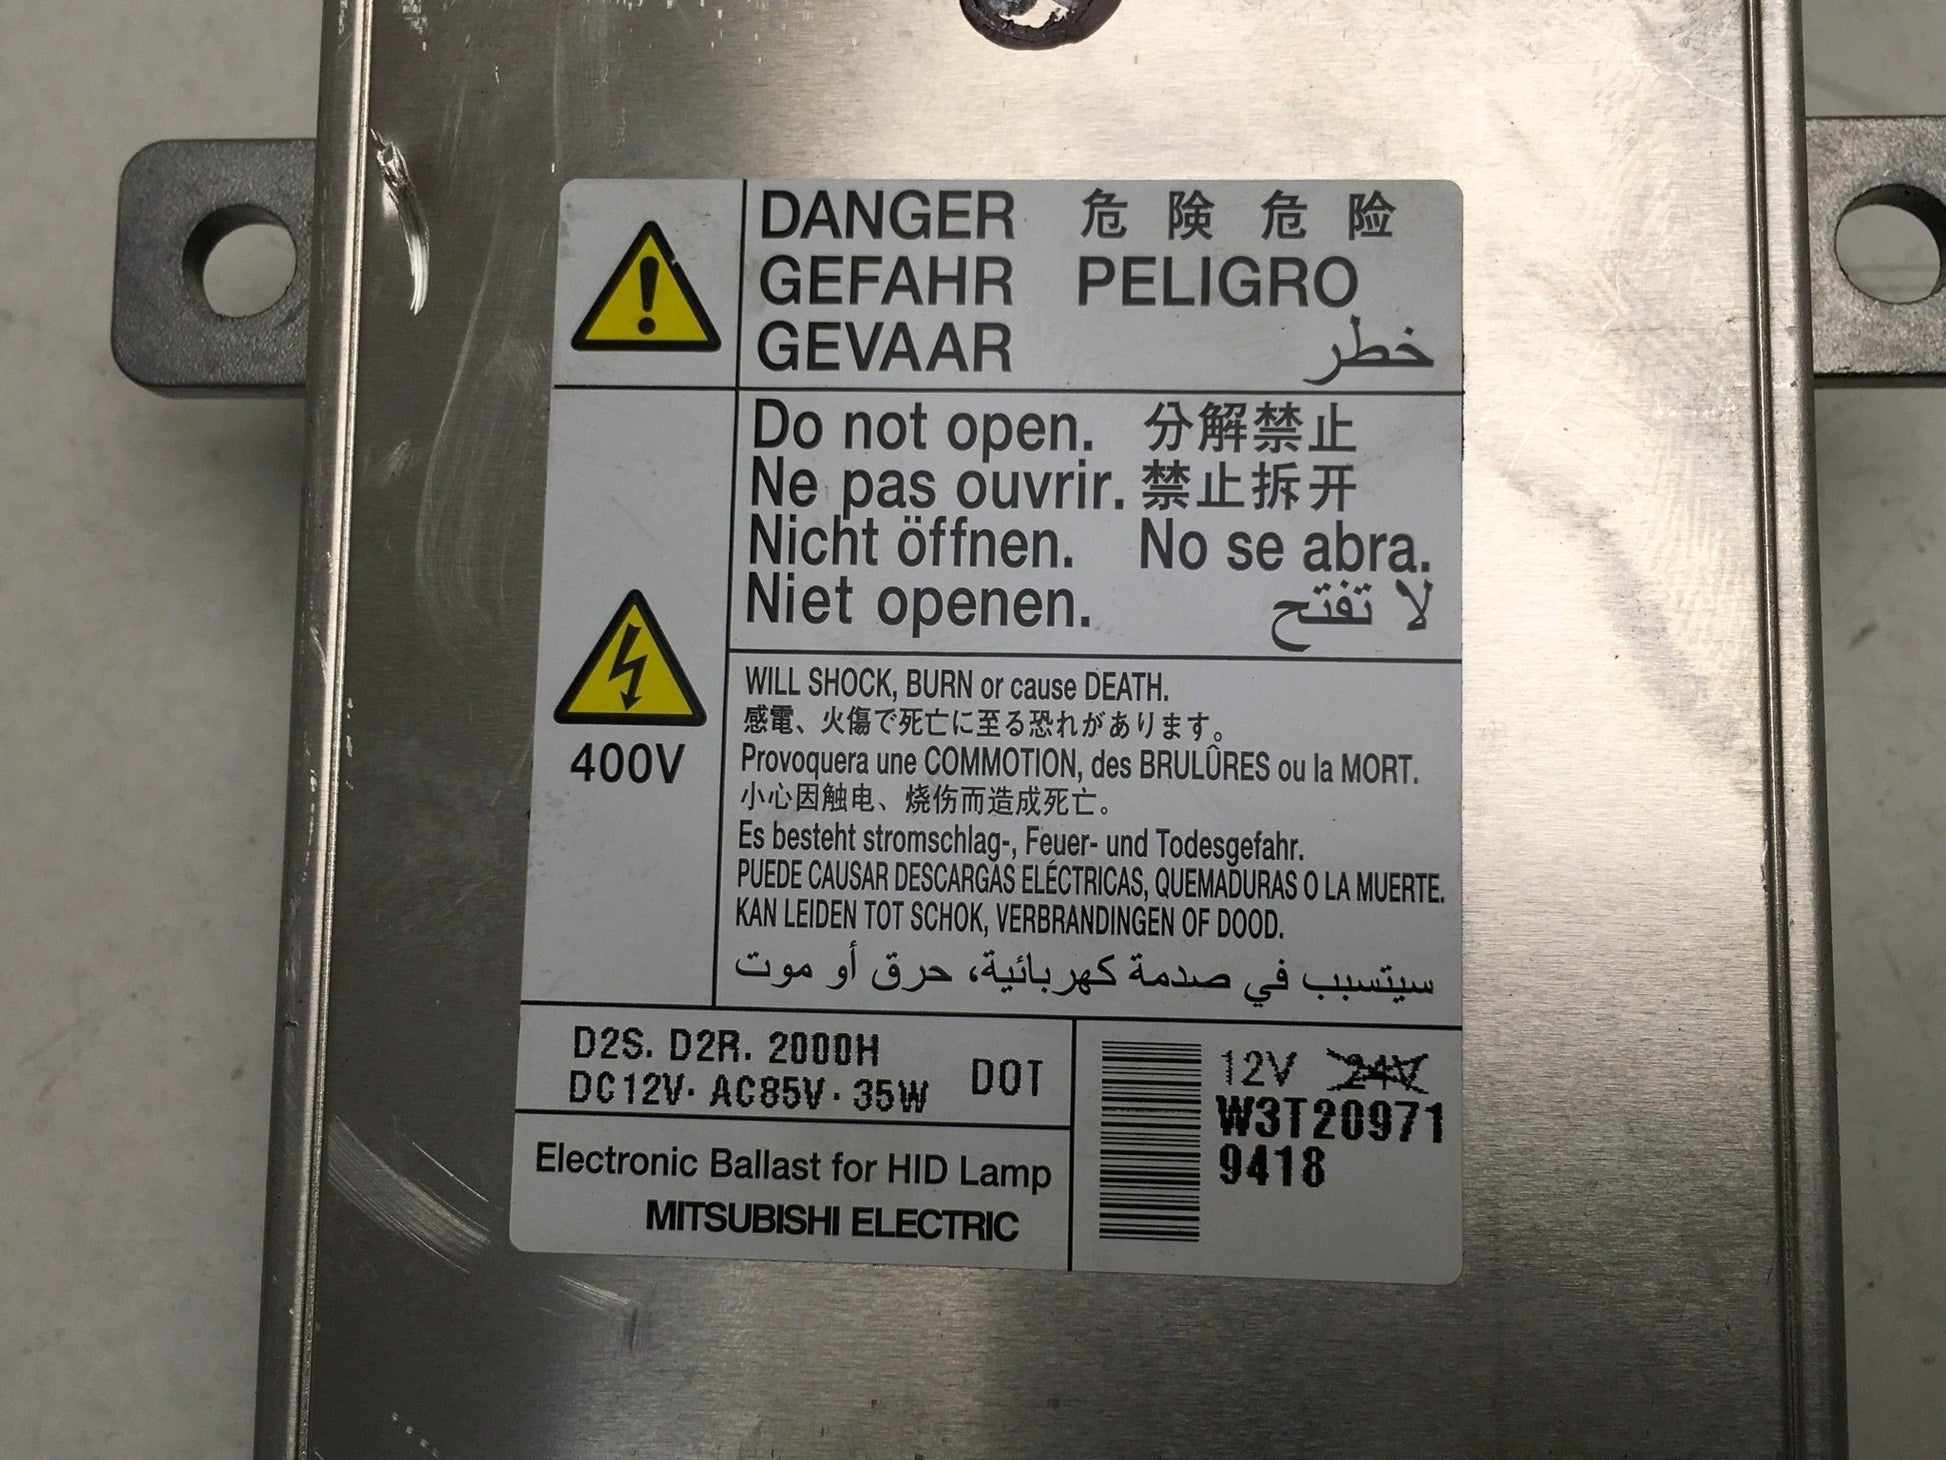 DANGER 危険 危险
GEFAHR PELIGRO
GEVAAR خطر
Do not open. 分解禁止
Ne pas ouvrir. 禁止拆开
Nicht öffnen. No se abra.
Niet openen. لا تفتح
WILL SHOCK, BURN or cause DEATH.
感電、火傷で死亡に至る恐れがあります。
Provoquera une COMMOTION, des BRULÛRES ou la MORT.
小心因触电、烧伤而造成死亡。
Es besteht stromschlag-, Feuer- und Todesgefahr.
PUEDE CAUSAR DESCARGAS ELÉCTRICAS, QUEMADURAS O LA MUERTE.
KAN LEIDEN TOT SCHOK, VERBRANDINGEN OF DOOD.
سيتسبب في صدمة كهربائية، حرق أو موت
400V
D2S. D2R. 2000H
DC12V· AC85V· 35W DOT
Electronic Ballast for HID Lamp
MITSUBISHI ELECTRIC
12V 24V
W3T20971
9418